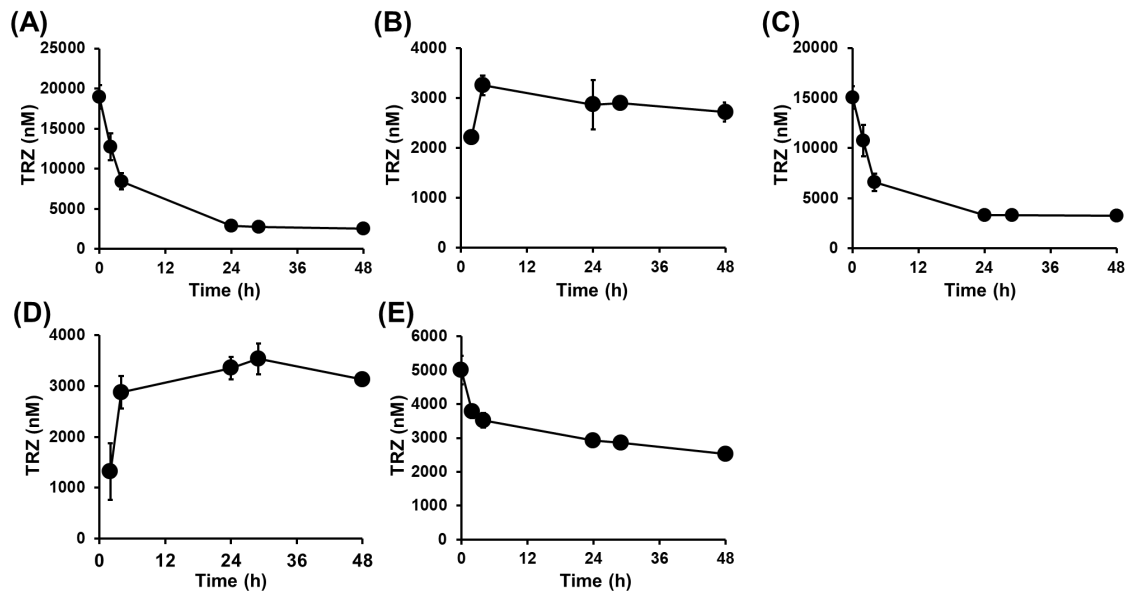 (A)
25000
20000
15000
10000
5000
0
TRZ (nM)
0 12 24 36 48
Time (h)
(B)
4000
3000
2000
1000
0
TRZ (nM)
0 12 24 36 48
Time (h)
(C)
20000
15000
10000
5000
0
TRZ (nM)
0 12 24 36 48
Time (h)
(D)
4000
3000
2000
1000
0
TRZ (nM)
0 12 24 36 48
Time (h)
(E)
6000
5000
4000
3000
2000
1000
0
TRZ (nM)
0 12 24 36 48
Time (h)